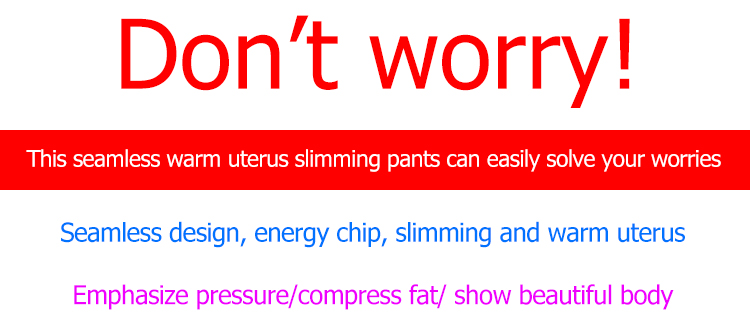 Don’t worry!
This seamless warm uterus slimming pants can easily solve your worries
Seamless design, energy chip, slimming and warm uterus
Emphasize pressure/compress fat/ show beautiful body